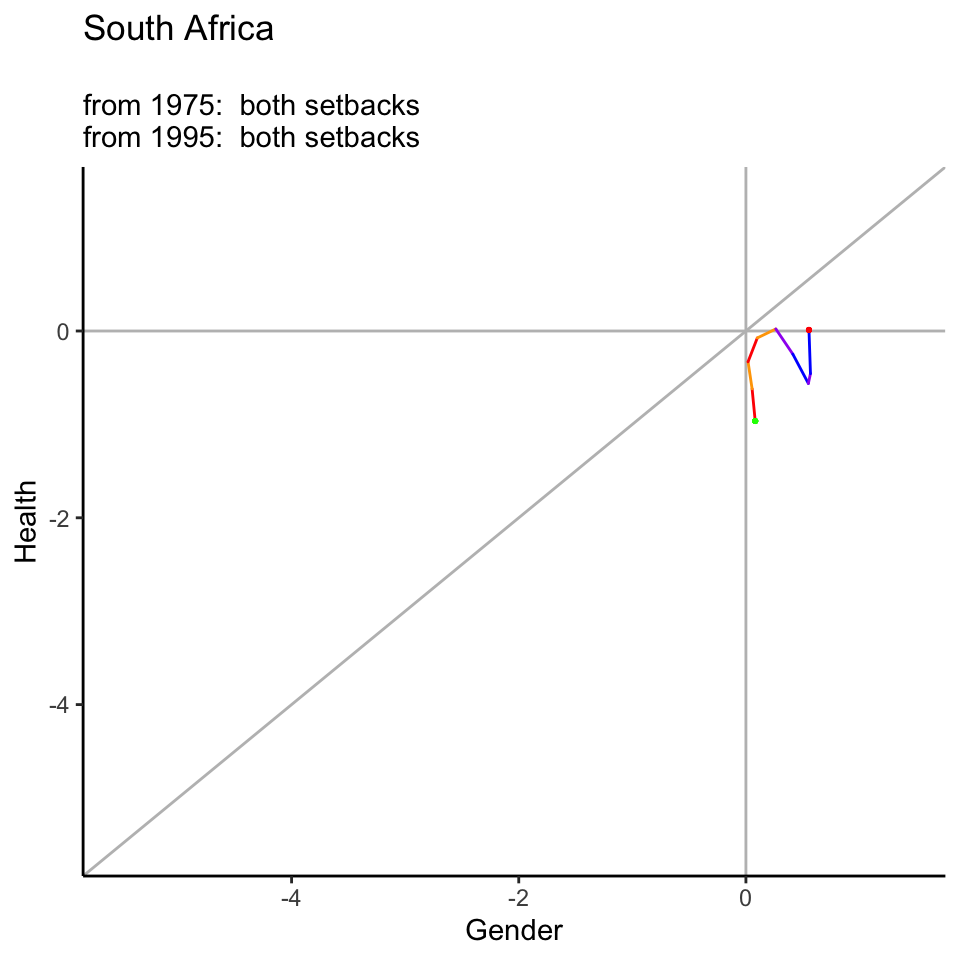 South Africa
from 1975:  both setbacks
from 1995:  both setbacks
0
-2
-4
Health
-4
-2
0
Gender